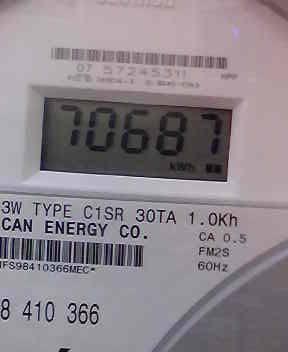 07 57245311
70687
kWh
3W TYPE C1SR 30TA 1.0Kh
CAN ENERGY CO.
CA 0.5
FM2S
60Hz
IFS98410366MEC*
8 410 366